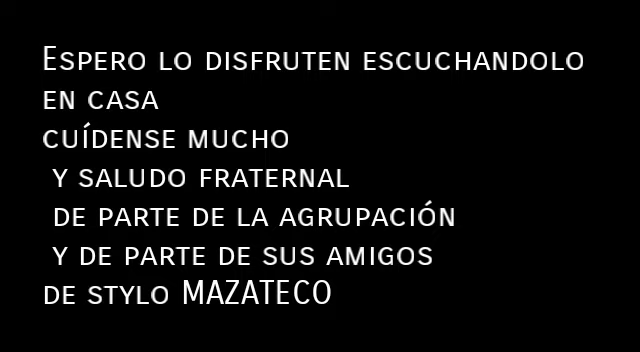 Espero lo disfruten escuchandolo
en casa
cuídense mucho
y saludo fraternal
de parte de la agrupación
y de parte de sus amigos
de stylo MAZATECO